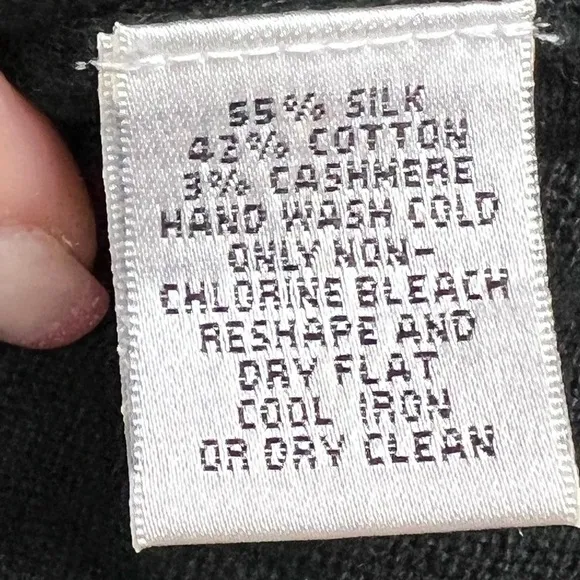 55% SILK
42% COTTON
3% CASHMERE
HAND WASH COLD
ONLY NON-
CHLORINE BLEACH
RESHAPE AND
DRY FLAT
COOL IRON
OR DRY CLEAN